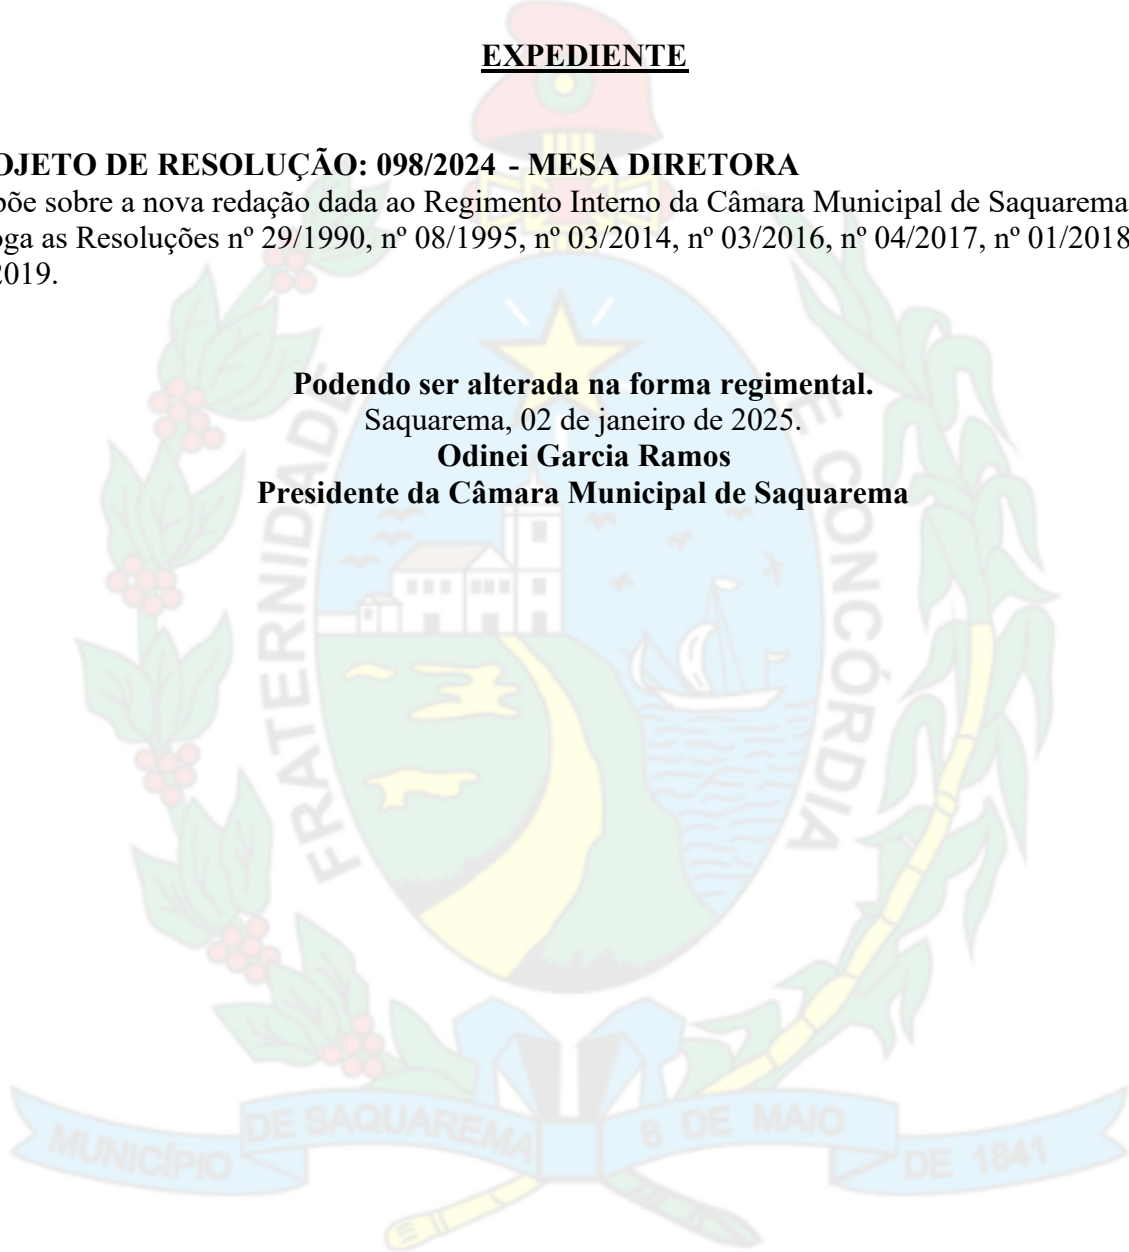 EXPEDIENTE
OJETO DE RESOLUÇÃO: 098/2024 - MESA DIRETORA
põe sobre a nova redação dada ao Regimento Interno da Câmara Municipal de Saquarema
oga as Resoluções nº 29/1990, nº 08/1995, nº 03/2014, nº 03/2016, nº 04/2017, nº 01/2018
2019.
Podendo ser alterada na forma regimental.
Saquarema, 02 de janeiro de 2025.
Odinei Garcia Ramos
Presidente da Câmara Municipal de Saquarema
FRATERNIDADE E CONCÓRDIA
MUNICÍPIO DE SAQUAREMA 8 DE MAIO DE 1841